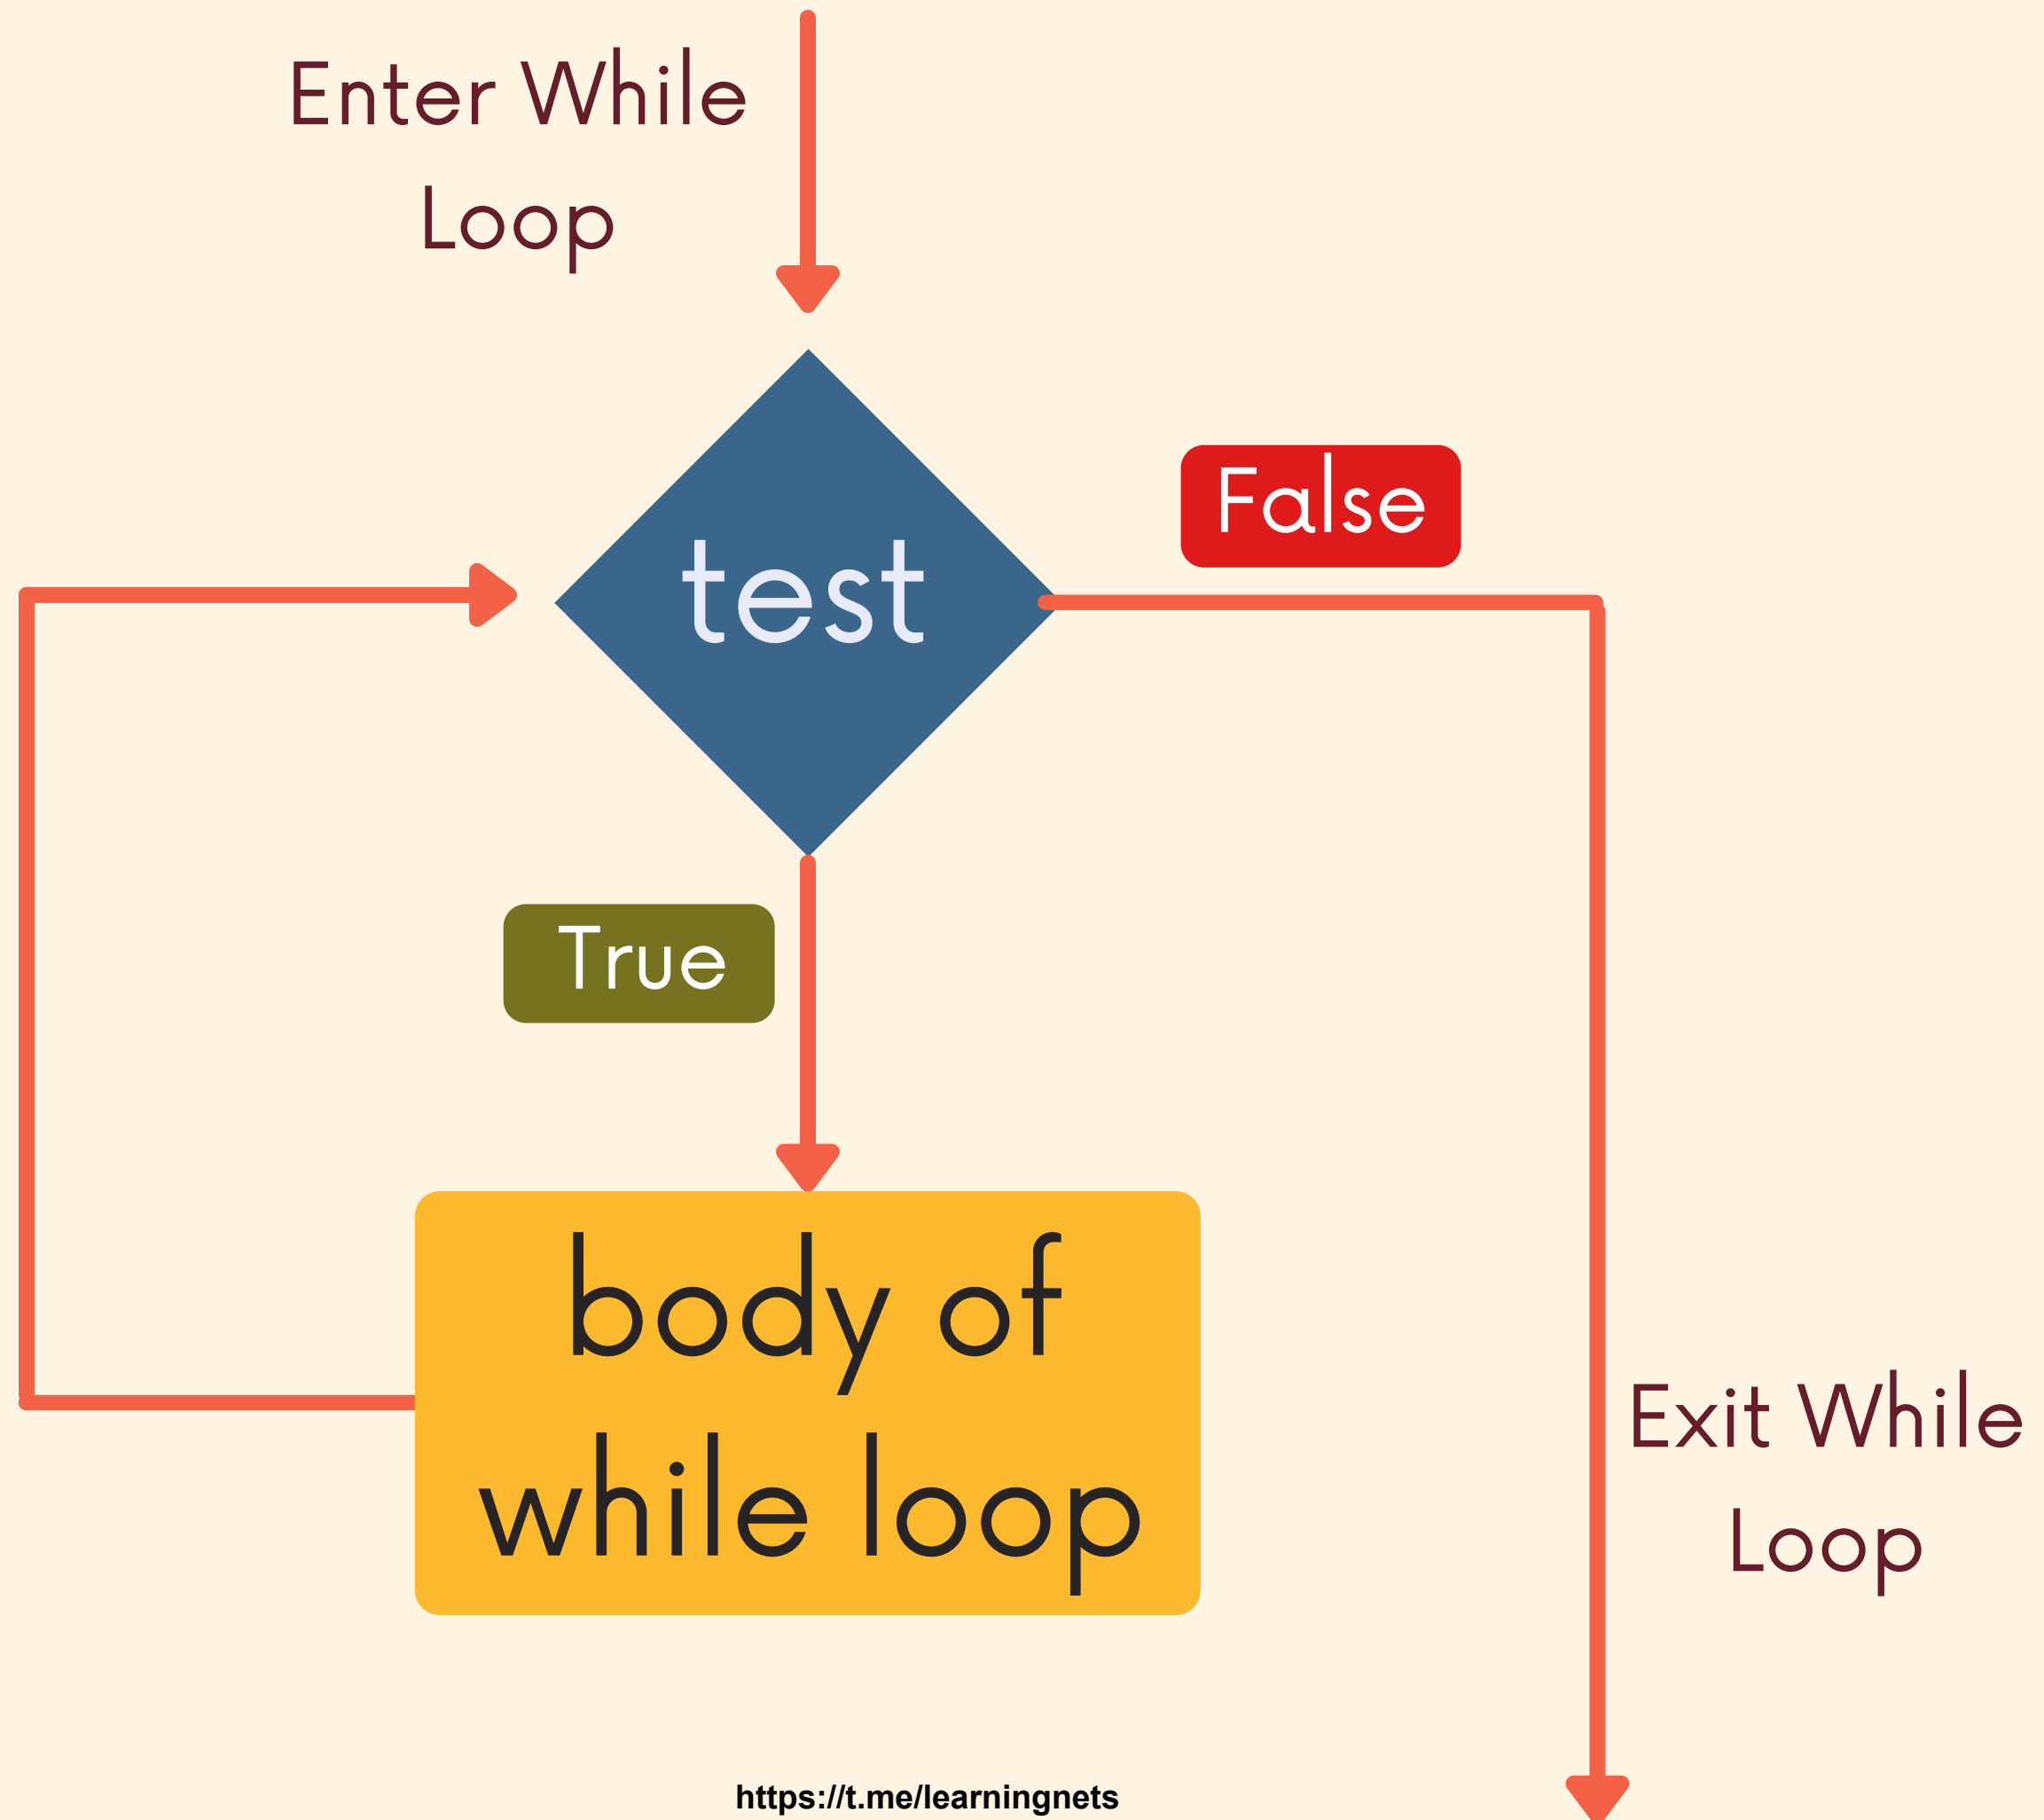 Enter While
Loop
test
False
True
body of
while loop
Exit While
Loop
https://t.me/learningnets